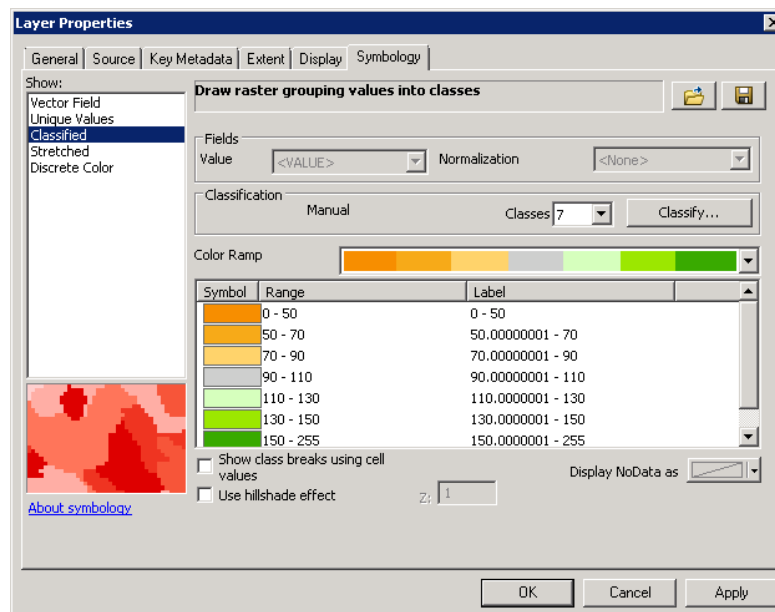 Layer Properties
General Source Key Metadata Extent Display Symbology
Show:
Vector Field
Unique Values
Classified
Stretched
Discrete Color
Draw raster grouping values into classes
Fields
Value <VALUE> Normalization <None>
Classification
Manual Classes 7 Classify...
Color Ramp
Symbol Range Label
0 - 50 0 - 50
50 - 70 50.00000001 - 70
70 - 90 70.00000001 - 90
90 - 110 90.00000001 - 110
110 - 130 110.0000001 - 130
130 - 150 130.0000001 - 150
150 - 255 150.0000001 - 255
Show class breaks using cell
values
Display NoData as
Use hillshade effect Z: 1
About symbology
OK Cancel Apply